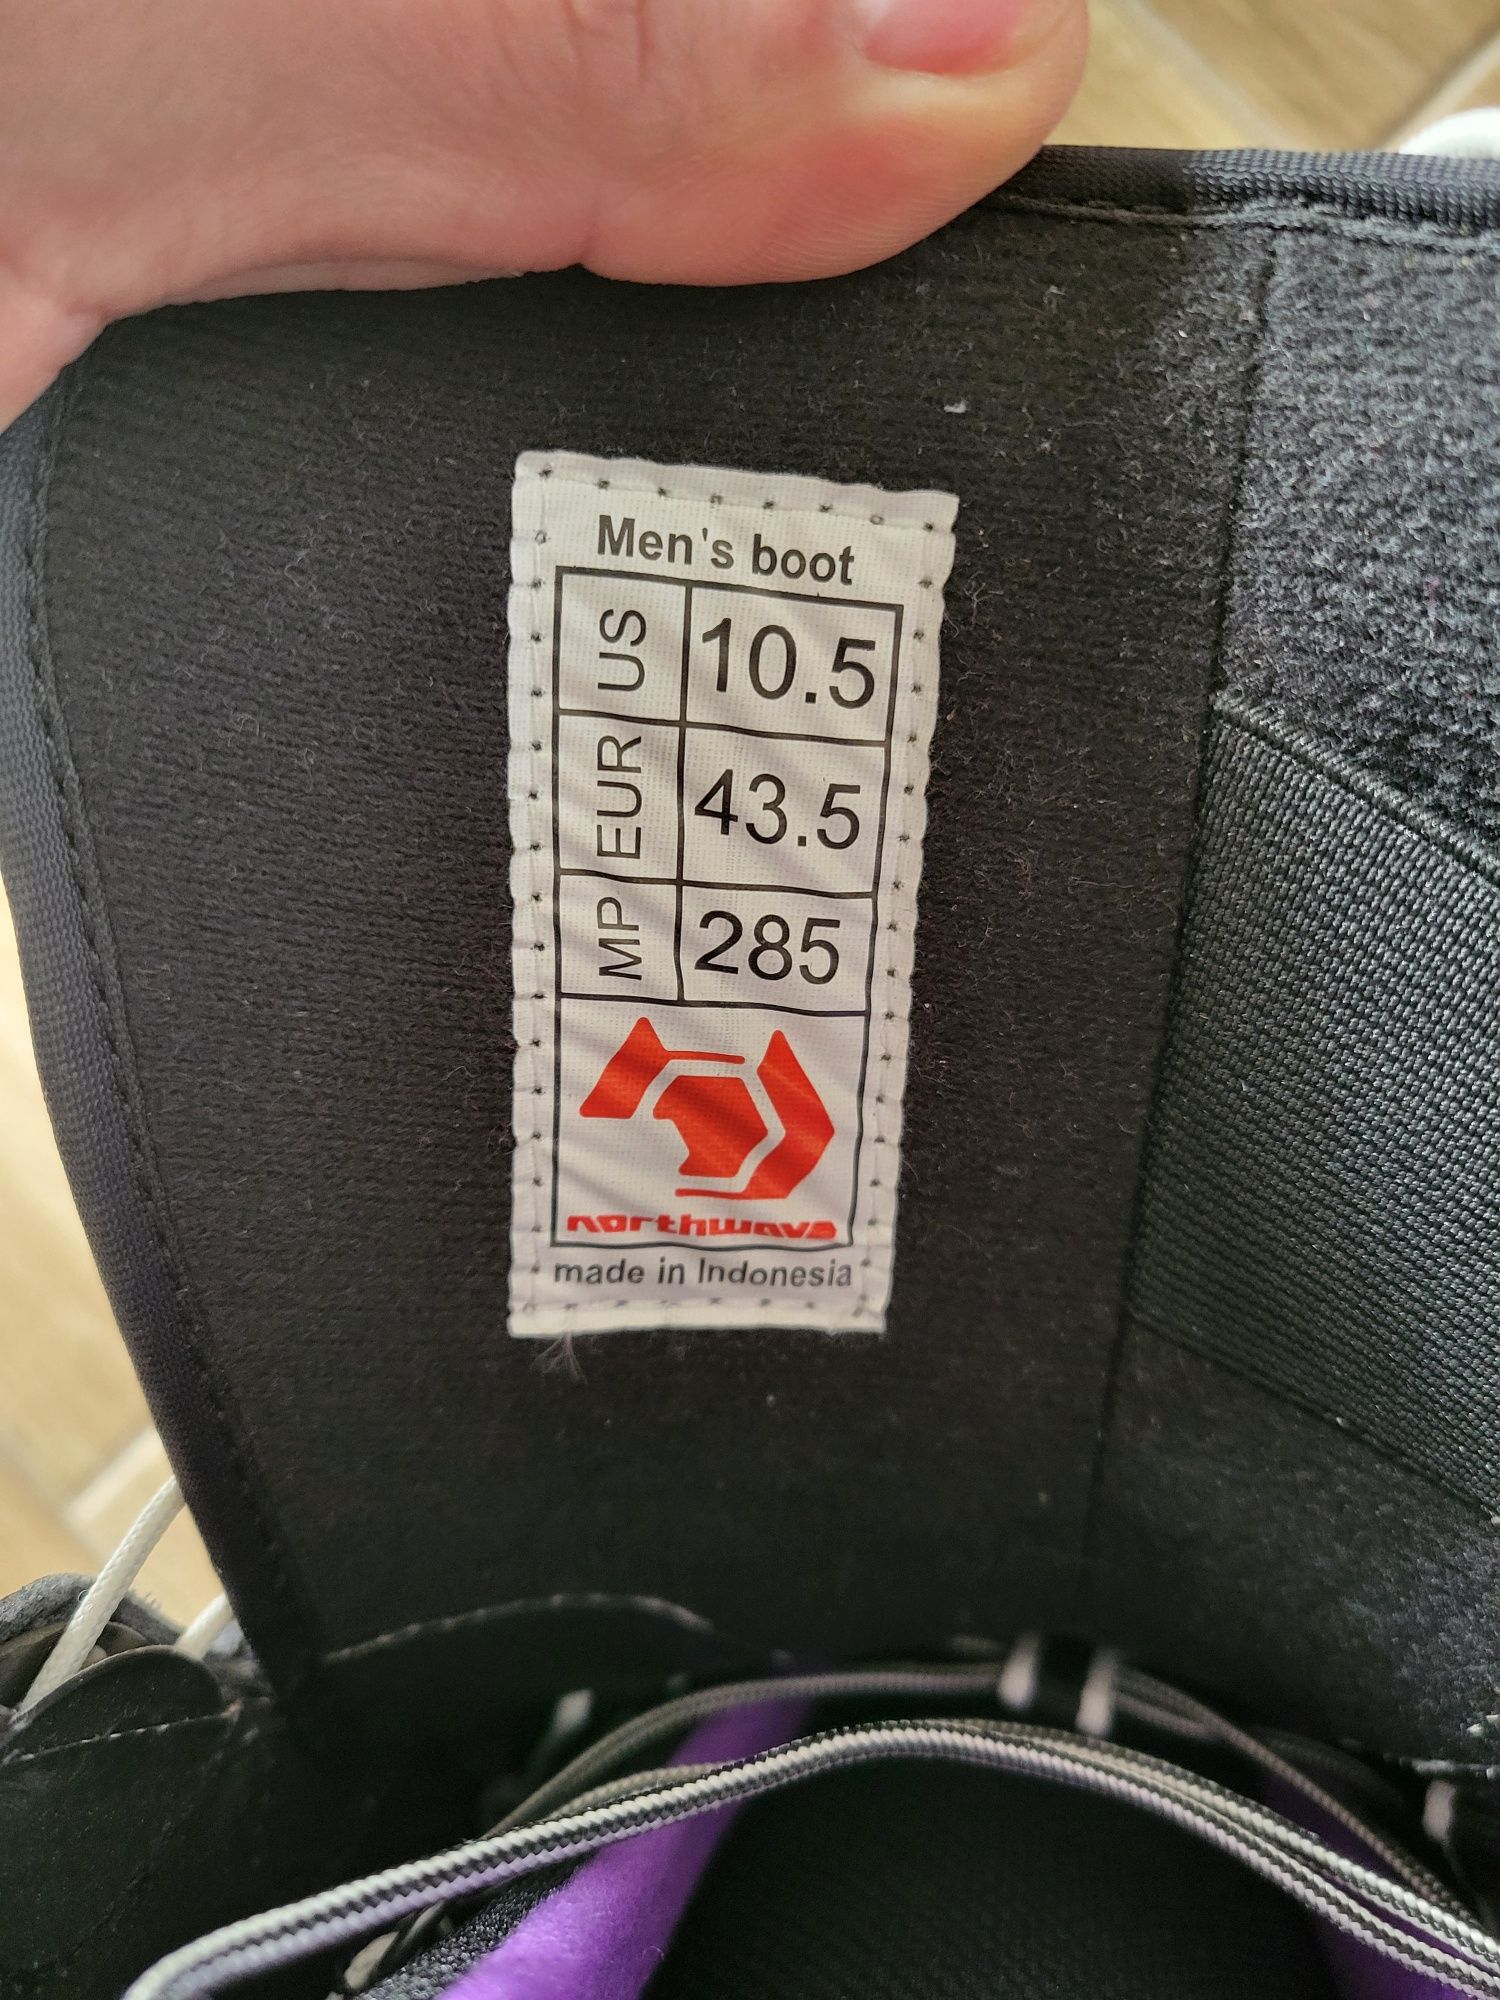 Men's boot
US 10.5
EUR 43.5
MP 285
northwave
made in Indonesia